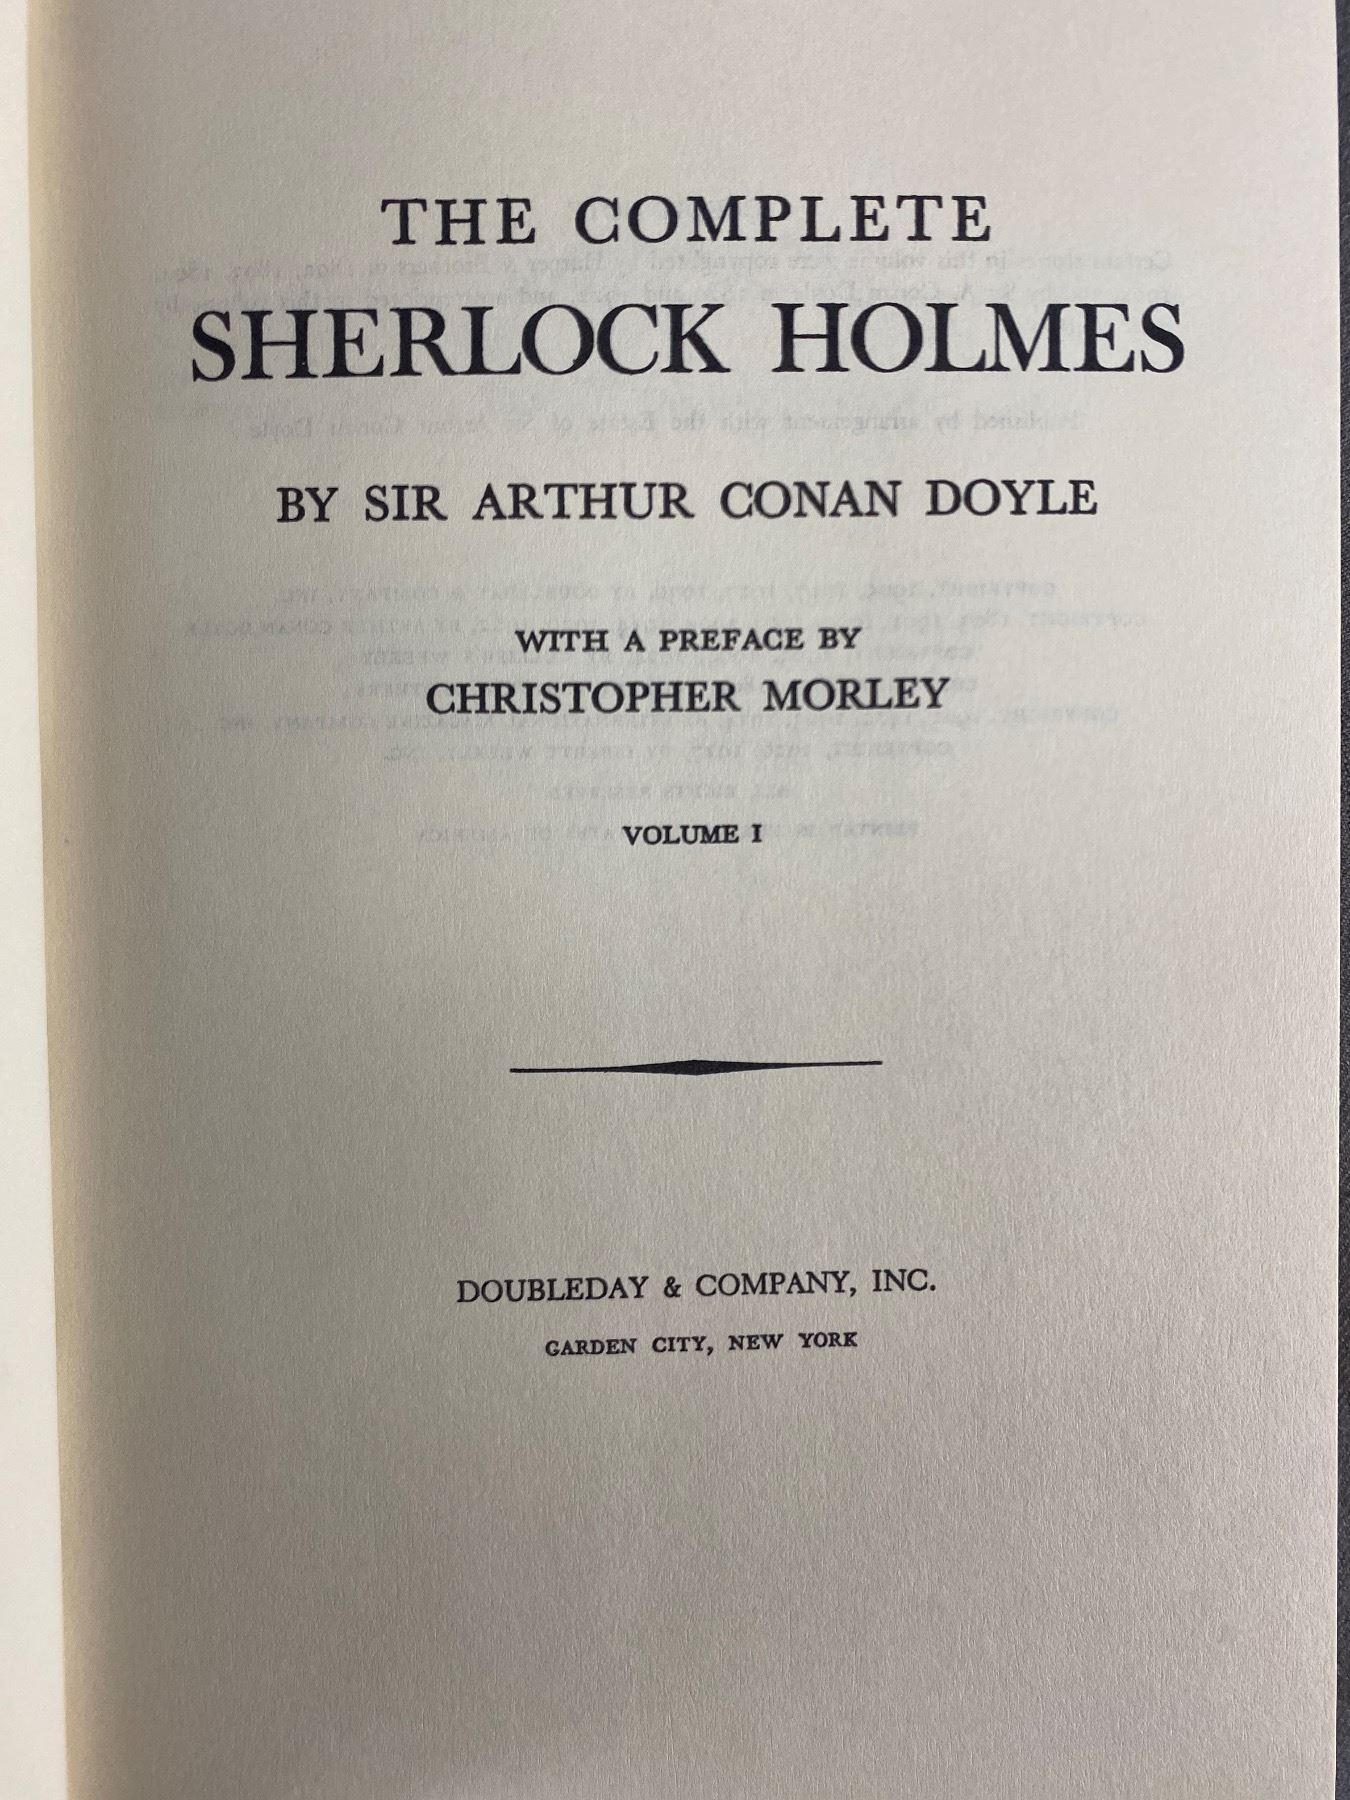 THE COMPLETE
SHERLOCK HOLMES
BY SIR ARTHUR CONAN DOYLE
WITH A PREFACE BY
CHRISTOPHER MORLEY
VOLUME I
DOUBLEDAY & COMPANY, INC.
GARDEN CITY, NEW YORK